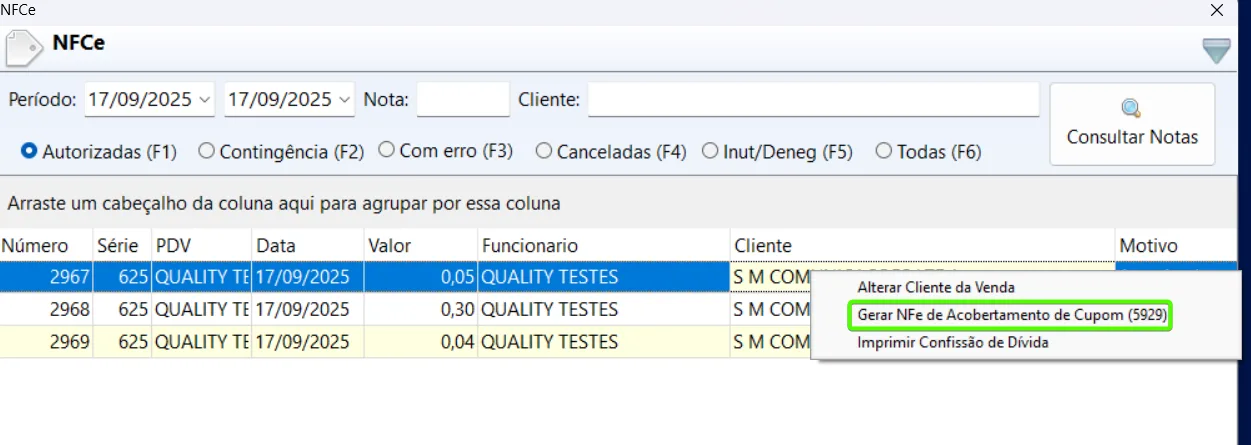 NFCe
NFCe
Período: 17/09/2025 17/09/2025 Nota: Cliente:
Consultar Notas
Autorizadas (F1) Contingência (F2) Com erro (F3) Canceladas (F4) Inut/Deneg (F5) Todas (F6)
Arraste um cabeçalho da coluna aqui para agrupar por essa coluna
Número Série PDV Data Valor Funcionario Cliente Motivo
2967 625 QUALITY TE 17/09/2025 0,05 QUALITY TESTES S M COM
2968 625 QUALITY TE 17/09/2025 0,30 QUALITY TESTES S M COM
2969 625 QUALITY TE 17/09/2025 0,04 QUALITY TESTES S M COM
Alterar Cliente da Venda
Gerar NFe de Acobertamento de Cupom (5929)
Imprimir Confissão de Dívida